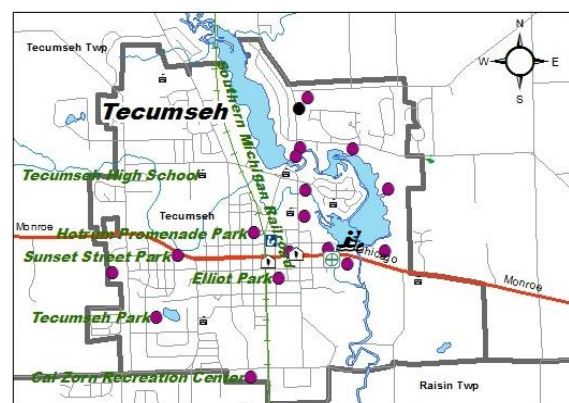 N
Tecumseh Twp
W E
S
Tecumseh
Southern Michigan Railroad
Tecumseh High School
Tecumseh
Monroe
Hotrum Promenade Park
Sunset Street Park
Chicago
Elliot Park
Monroe
Tecumseh Park
Cal Zorn Recreation Center
Raisin Twp